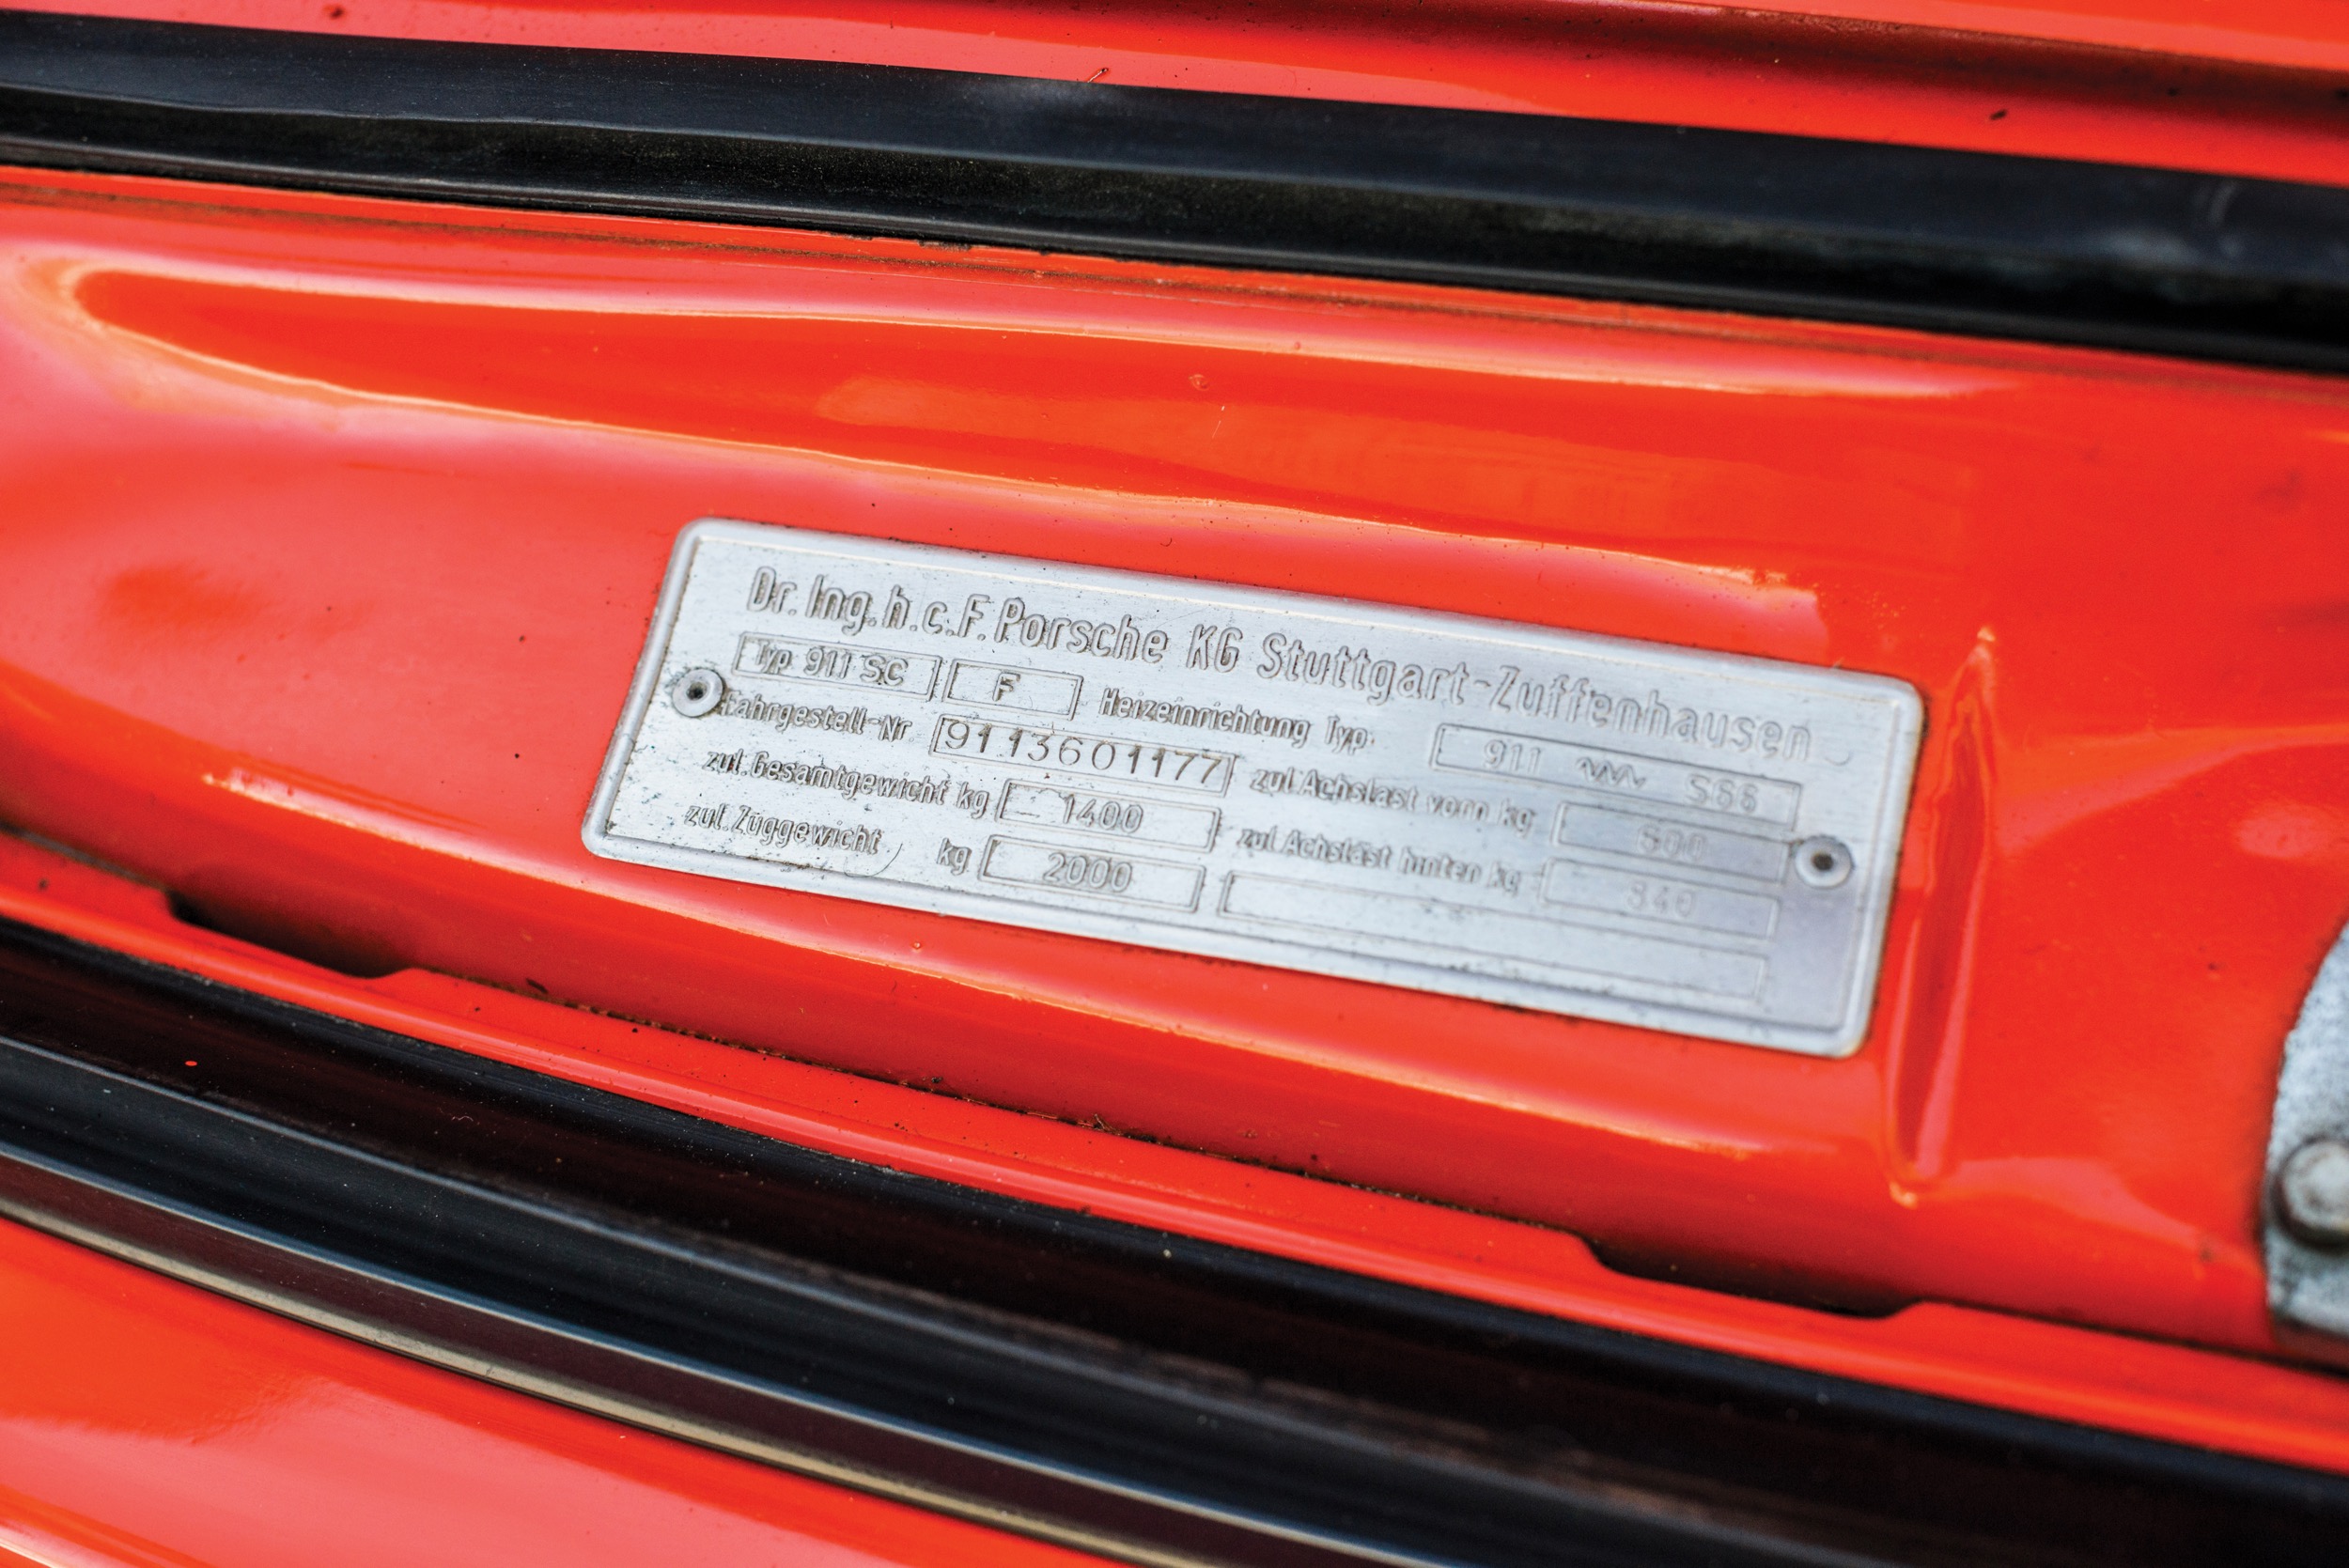 Dr. Ing. h. c. F. Porsche KG Stuttgart-Zuffenhausen
Typ 911 SC F Heizeinrichtung Typ 911 S66
Fahrgestell-Nr 9113601177 zul. Achslast vorn kg 600
zul. Gesamtgewicht kg 1400 zul. Achslast hinten kg 840
zul. Zuggewicht kg 2000